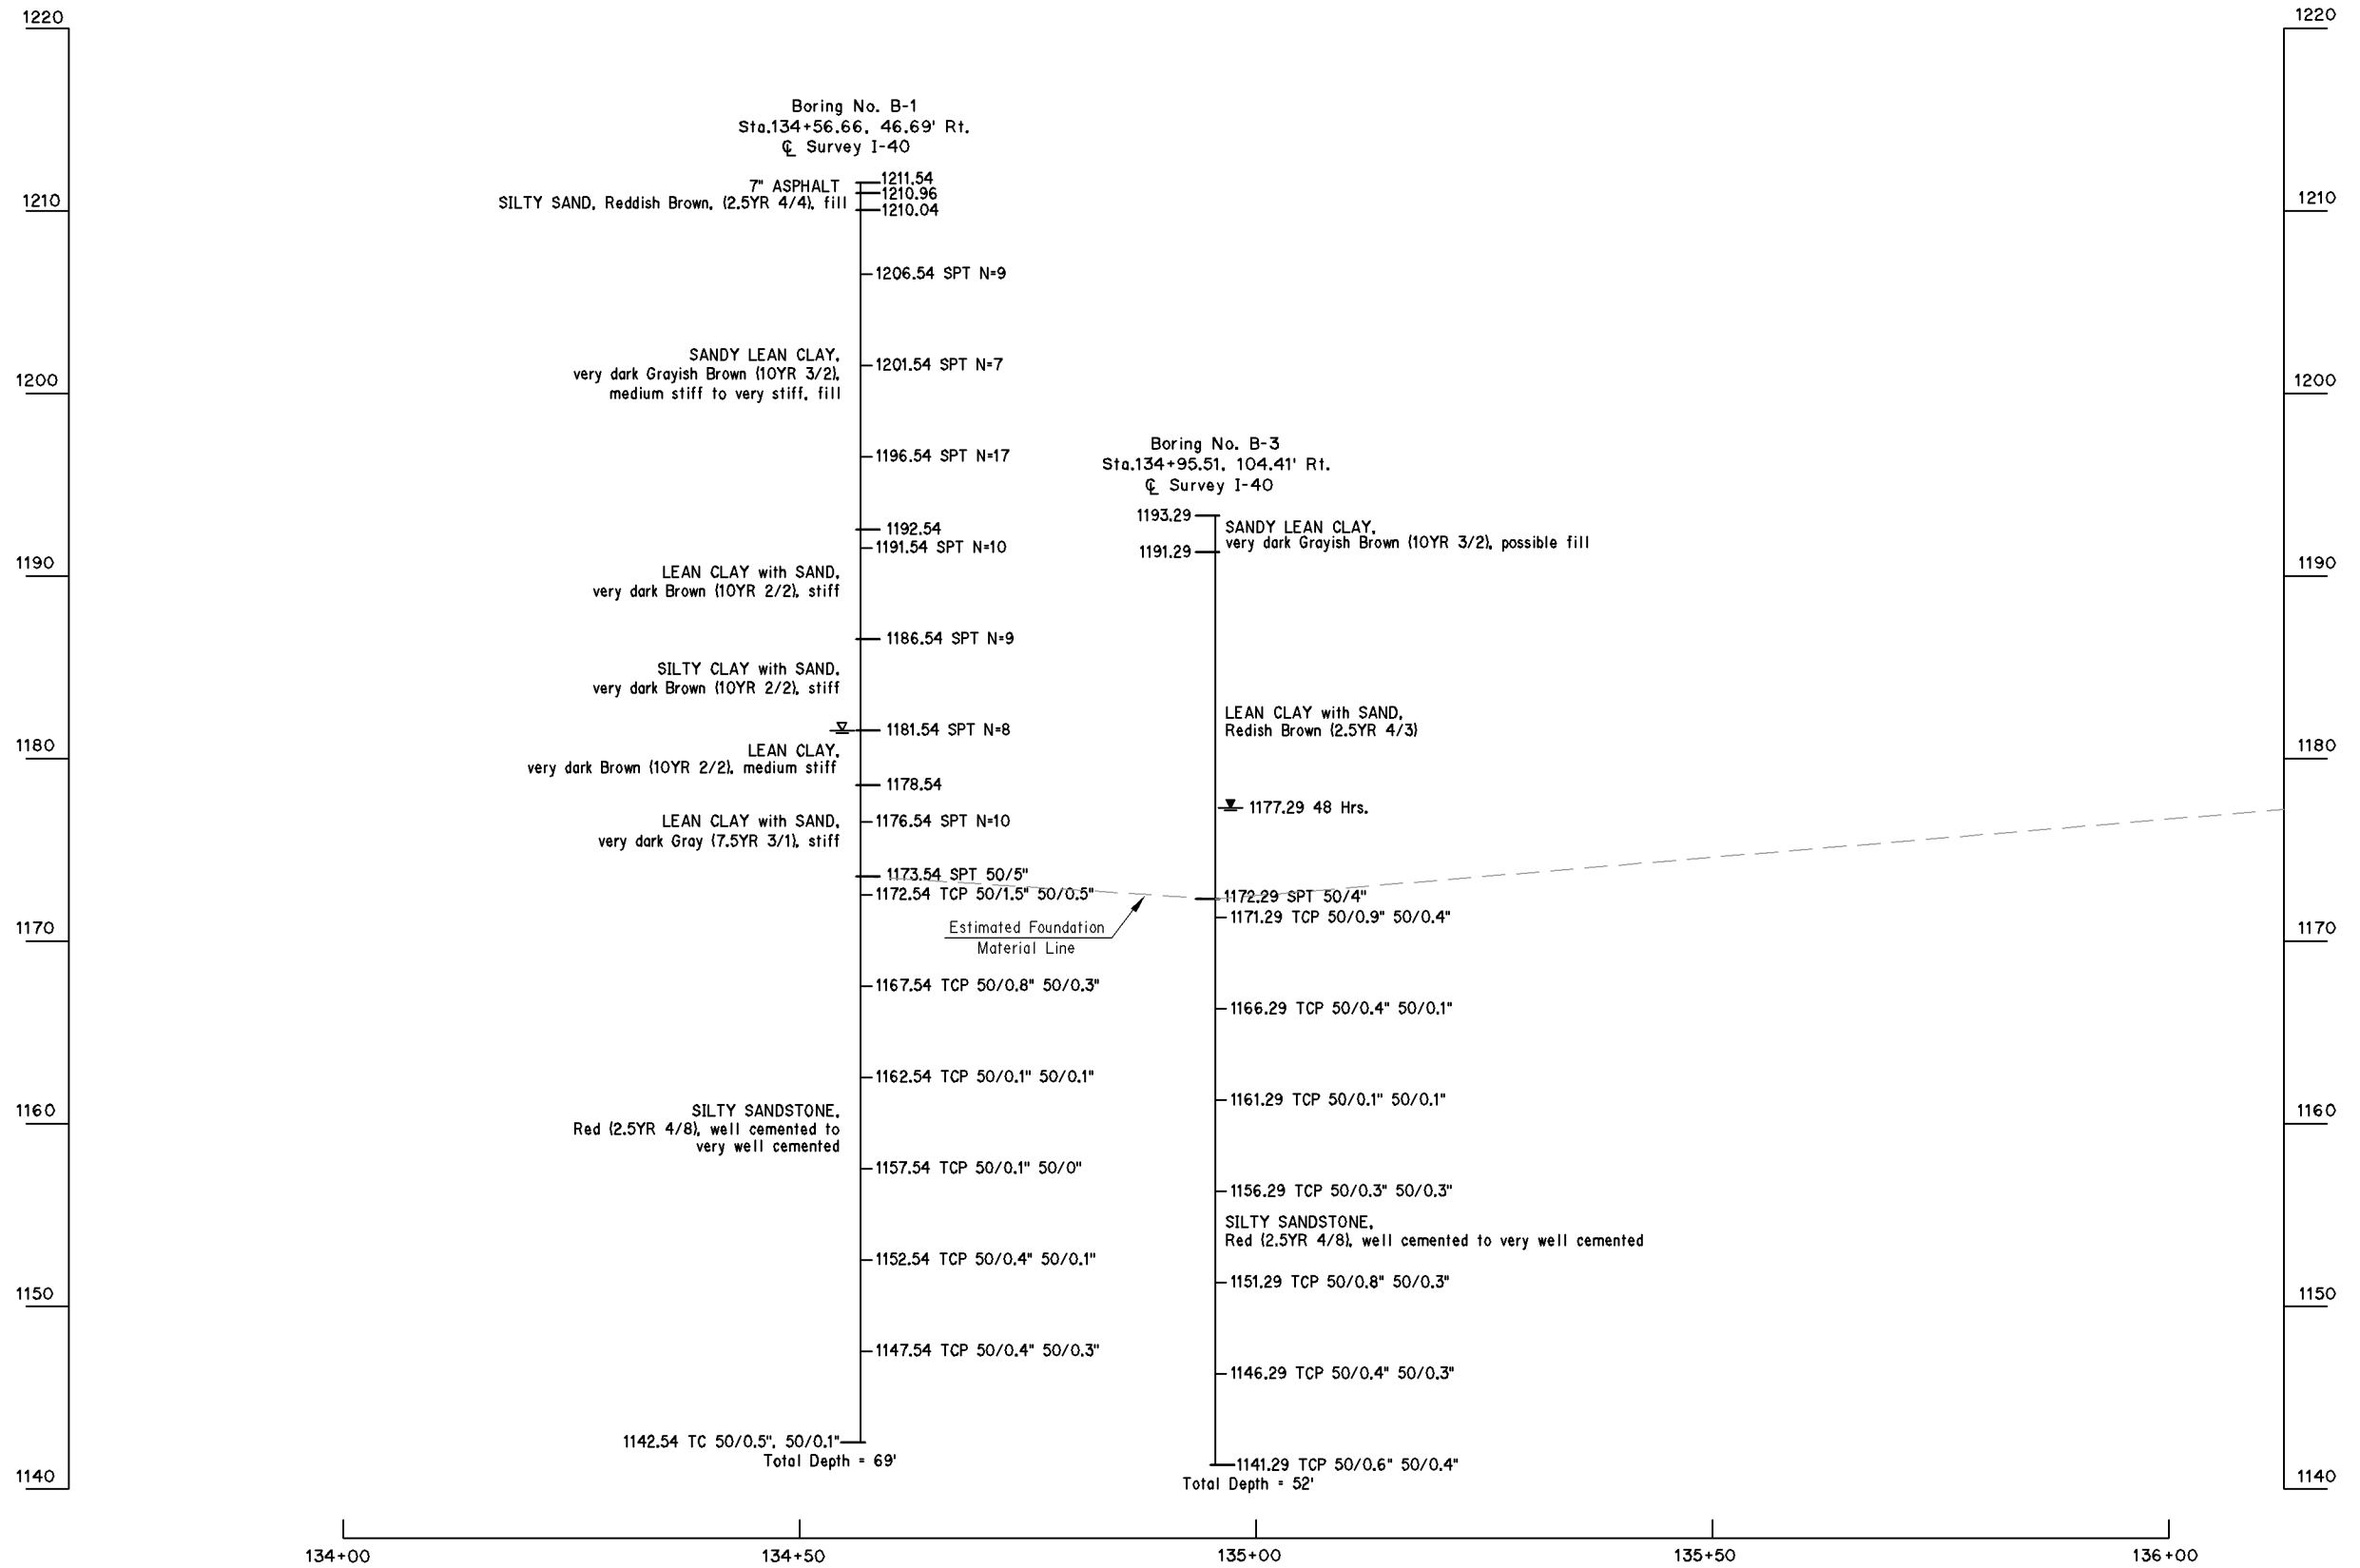 1220
1210
1200
1190
1180
1170
1160
1150
1140
Boring No. B-1
Sta.134+56.66, 46.69' Rt.
℄ Survey I-40
7" ASPHALT
SILTY SAND, Reddish Brown, (2.5YR 4/4), fill
SANDY LEAN CLAY,
very dark Grayish Brown (10YR 3/2),
medium stiff to very stiff, fill
LEAN CLAY with SAND,
very dark Brown (10YR 2/2), stiff
SILTY CLAY with SAND,
very dark Brown (10YR 2/2), stiff
LEAN CLAY,
very dark Brown (10YR 2/2), medium stiff
LEAN CLAY with SAND,
very dark Gray (7.5YR 3/1), stiff
SILTY SANDSTONE,
Red (2.5YR 4/8), well cemented to
very well cemented
1211.54
1210.96
1210.04
1206.54 SPT N=9
1201.54 SPT N=7
1196.54 SPT N=17
1192.54
1191.54 SPT N=10
1186.54 SPT N=9
1181.54 SPT N=8
1178.54
1176.54 SPT N=10
1173.54 SPT 50/5"
1172.54 TCP 50/1.5" 50/0.5"
1167.54 TCP 50/0.8" 50/0.3"
1162.54 TCP 50/0.1" 50/0.1"
1157.54 TCP 50/0.1" 50/0"
1152.54 TCP 50/0.4" 50/0.1"
1147.54 TCP 50/0.4" 50/0.3"
1142.54 TC 50/0.5", 50/0.1"
Total Depth = 69'
Estimated Foundation
Material Line
Boring No. B-3
Sta.134+95.51, 104.41' Rt.
℄ Survey I-40
1193.29
1191.29
SANDY LEAN CLAY,
very dark Grayish Brown (10YR 3/2), possible fill
LEAN CLAY with SAND,
Redish Brown (2.5YR 4/3)
1177.29 48 Hrs.
1172.29 SPT 50/4"
1171.29 TCP 50/0.9" 50/0.4"
1166.29 TCP 50/0.4" 50/0.1"
1161.29 TCP 50/0.1" 50/0.1"
1156.29 TCP 50/0.3" 50/0.3"
SILTY SANDSTONE,
Red (2.5YR 4/8), well cemented to very well cemented
1151.29 TCP 50/0.8" 50/0.3"
1146.29 TCP 50/0.4" 50/0.3"
1141.29 TCP 50/0.6" 50/0.4"
Total Depth = 52'
1220
1210
1200
1190
1180
1170
1160
1150
1140
134+00
134+50
135+00
135+50
136+00